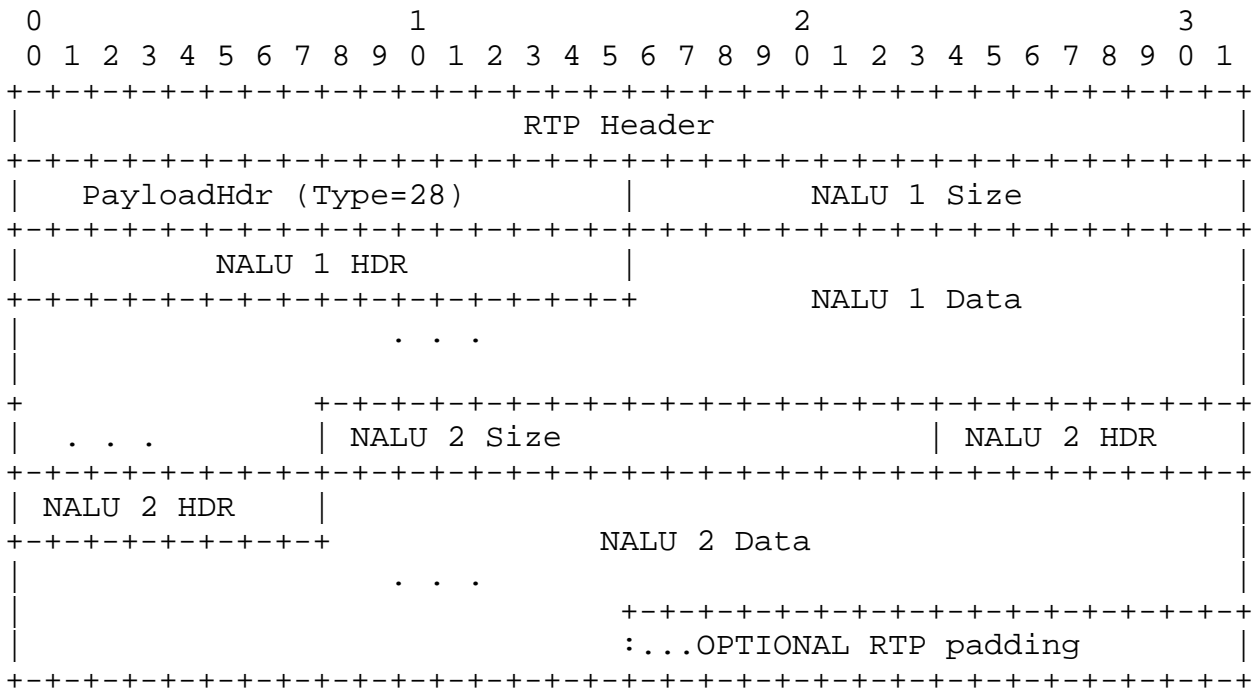 0                   1                   2                   3
 0 1 2 3 4 5 6 7 8 9 0 1 2 3 4 5 6 7 8 9 0 1 2 3 4 5 6 7 8 9 0 1
+-+-+-+-+-+-+-+-+-+-+-+-+-+-+-+-+-+-+-+-+-+-+-+-+-+-+-+-+-+-+-+-+
|                          RTP Header                           |
+-+-+-+-+-+-+-+-+-+-+-+-+-+-+-+-+-+-+-+-+-+-+-+-+-+-+-+-+-+-+-+-+
|   PayloadHdr (Type=28)        |         NALU 1 Size           |
+-+-+-+-+-+-+-+-+-+-+-+-+-+-+-+-+-+-+-+-+-+-+-+-+-+-+-+-+-+-+-+-+
|          NALU 1 HDR           |                               |
+-+-+-+-+-+-+-+-+-+-+-+-+-+-+-+-+         NALU 1 Data           |
|                   . . .                                       |
|                                                               |
+               +-+-+-+-+-+-+-+-+-+-+-+-+-+-+-+-+-+-+-+-+-+-+-+-+
|  . . .        | NALU 2 Size                   | NALU 2 HDR    |
+-+-+-+-+-+-+-+-+-+-+-+-+-+-+-+-+-+-+-+-+-+-+-+-+-+-+-+-+-+-+-+-+
| NALU 2 HDR    |                                               |
+-+-+-+-+-+-+-+-+              NALU 2 Data                      |
|                   . . .                                       |
|                               +-+-+-+-+-+-+-+-+-+-+-+-+-+-+-+-+
|                               :...OPTIONAL RTP padding        |
+-+-+-+-+-+-+-+-+-+-+-+-+-+-+-+-+-+-+-+-+-+-+-+-+-+-+-+-+-+-+-+-+